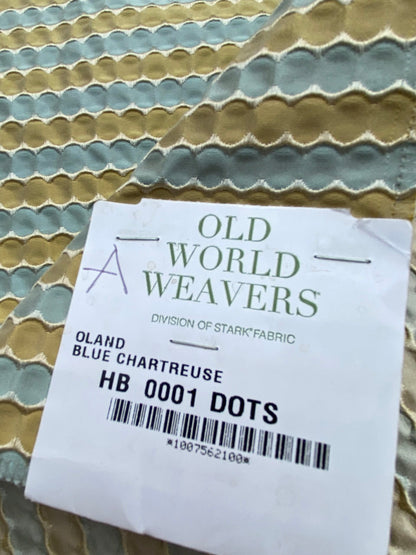 OLD
WORLD
WEAVERS
A
DIVISION OF STARK® FABRIC
OLAND
BLUE CHARTREUSE
HB 0001 DOTS
*1007562100*